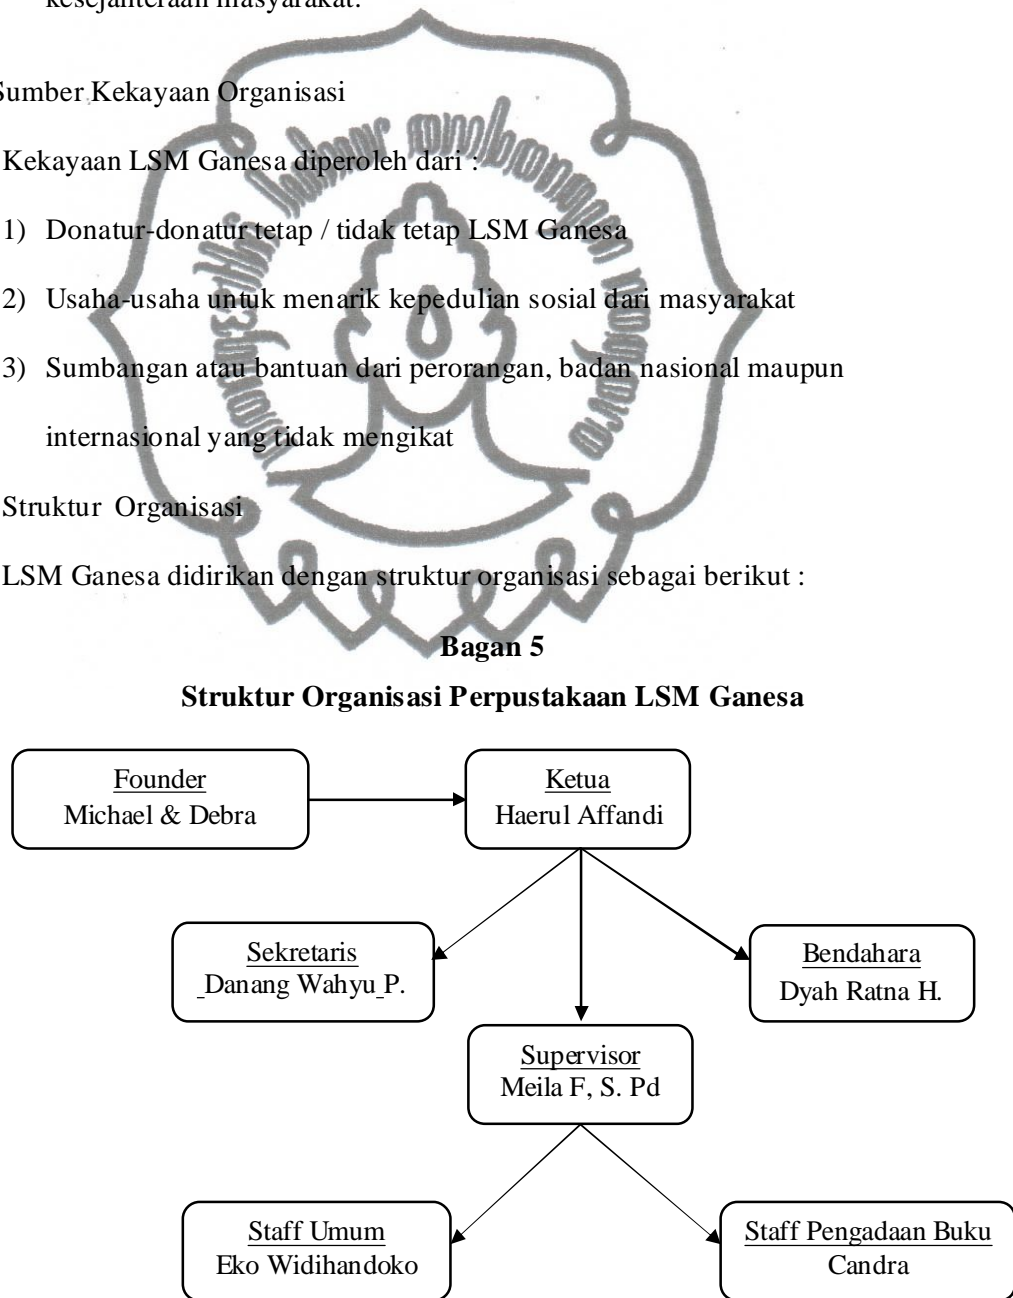 kesejahteraan masyarakat.
Sumber Kekayaan Organisasi
Kekayaan LSM Ganesa diperoleh dari :
1) Donatur-donatur tetap / tidak tetap LSM Ganesa
2) Usaha-usaha untuk menarik kepedulian sosial dari masyarakat
3) Sumbangan atau bantuan dari perorangan, badan nasional maupun
internasional yang tidak mengikat
Struktur Organisasi
LSM Ganesa didirikan dengan struktur organisasi sebagai berikut :
Bagan 5
Struktur Organisasi Perpustakaan LSM Ganesa
Founder
Michael & Debra
Ketua
Haerul Affandi
Sekretaris
Danang Wahyu P.
Bendahara
Dyah Ratna H.
Supervisor
Meila F, S. Pd
Staff Umum
Eko Widihandoko
Staff Pengadaan Buku
Candra